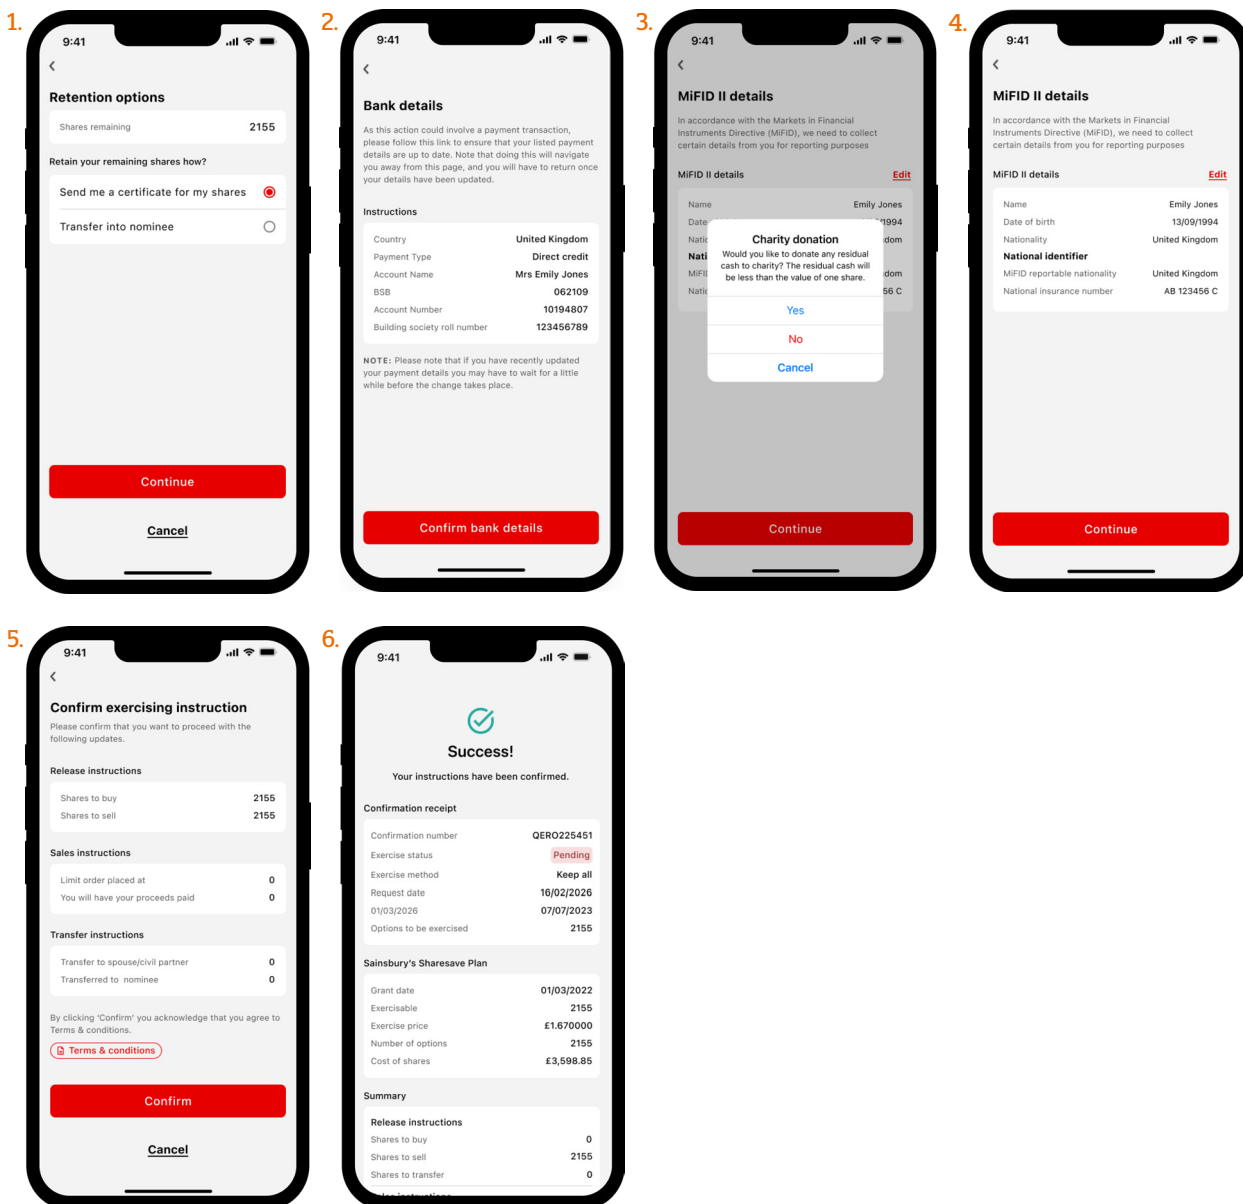 1.
9:41
Retention options
Shares remaining 2155
Retain your remaining shares how?
Send me a certificate for my shares
Transfer into nominee
Continue
Cancel
2.
9:41
Bank details
As this action could involve a payment transaction,
please follow this link to ensure that your listed payment
details are up to date. Note that doing this will navigate
you away from this page, and you will have to return once
your details have been updated.
Instructions
Country United Kingdom
Payment Type Direct credit
Account Name Mrs Emily Jones
BSB 062109
Account Number 10194807
Building society roll number 123456789
NOTE: Please note that if you have recently updated
your payment details you may have to wait for a little
while before the change takes place.
Confirm bank details
3.
9:41
MiFID II details
In accordance with the Markets in Financial
Instruments Directive (MiFID), we need to collect
certain details from you for reporting purposes
MiFID II details Edit
Name Emily Jones
Date /1994
Natio dom
Nati
MiFI dom
Natio 56 C
Charity donation
Would you like to donate any residual
cash to charity? The residual cash will
be less than the value of one share.
Yes
No
Cancel
Continue
4.
9:41
MiFID II details
In accordance with the Markets in Financial
Instruments Directive (MiFID), we need to collect
certain details from you for reporting purposes
MiFID II details Edit
Name Emily Jones
Date of birth 13/09/1994
Nationality United Kingdom
National identifier
MiFID reportable nationality United Kingdom
National insurance number AB 123456 C
Continue
5.
9:41
Confirm exercising instruction
Please confirm that you want to proceed with the
following updates.
Release instructions
Shares to buy 2155
Shares to sell 2155
Sales instructions
Limit order placed at 0
You will have your proceeds paid 0
Transfer instructions
Transfer to spouse/civil partner 0
Transferred to nominee 0
By clicking 'Confirm' you acknowledge that you agree to
Terms & conditions.
Terms & conditions
Confirm
Cancel
6.
9:41
Success!
Your instructions have been confirmed.
Confirmation receipt
Confirmation number QERO225451
Exercise status Pending
Exercise method Keep all
Request date 16/02/2026
01/03/2026 07/07/2023
Options to be exercised 2155
Sainsbury's Sharesave Plan
Grant date 01/03/2022
Exercisable 2155
Exercise price £1.670000
Number of options 2155
Cost of shares £3,598.85
Summary
Release instructions
Shares to buy 0
Shares to sell 2155
Shares to transfer 0